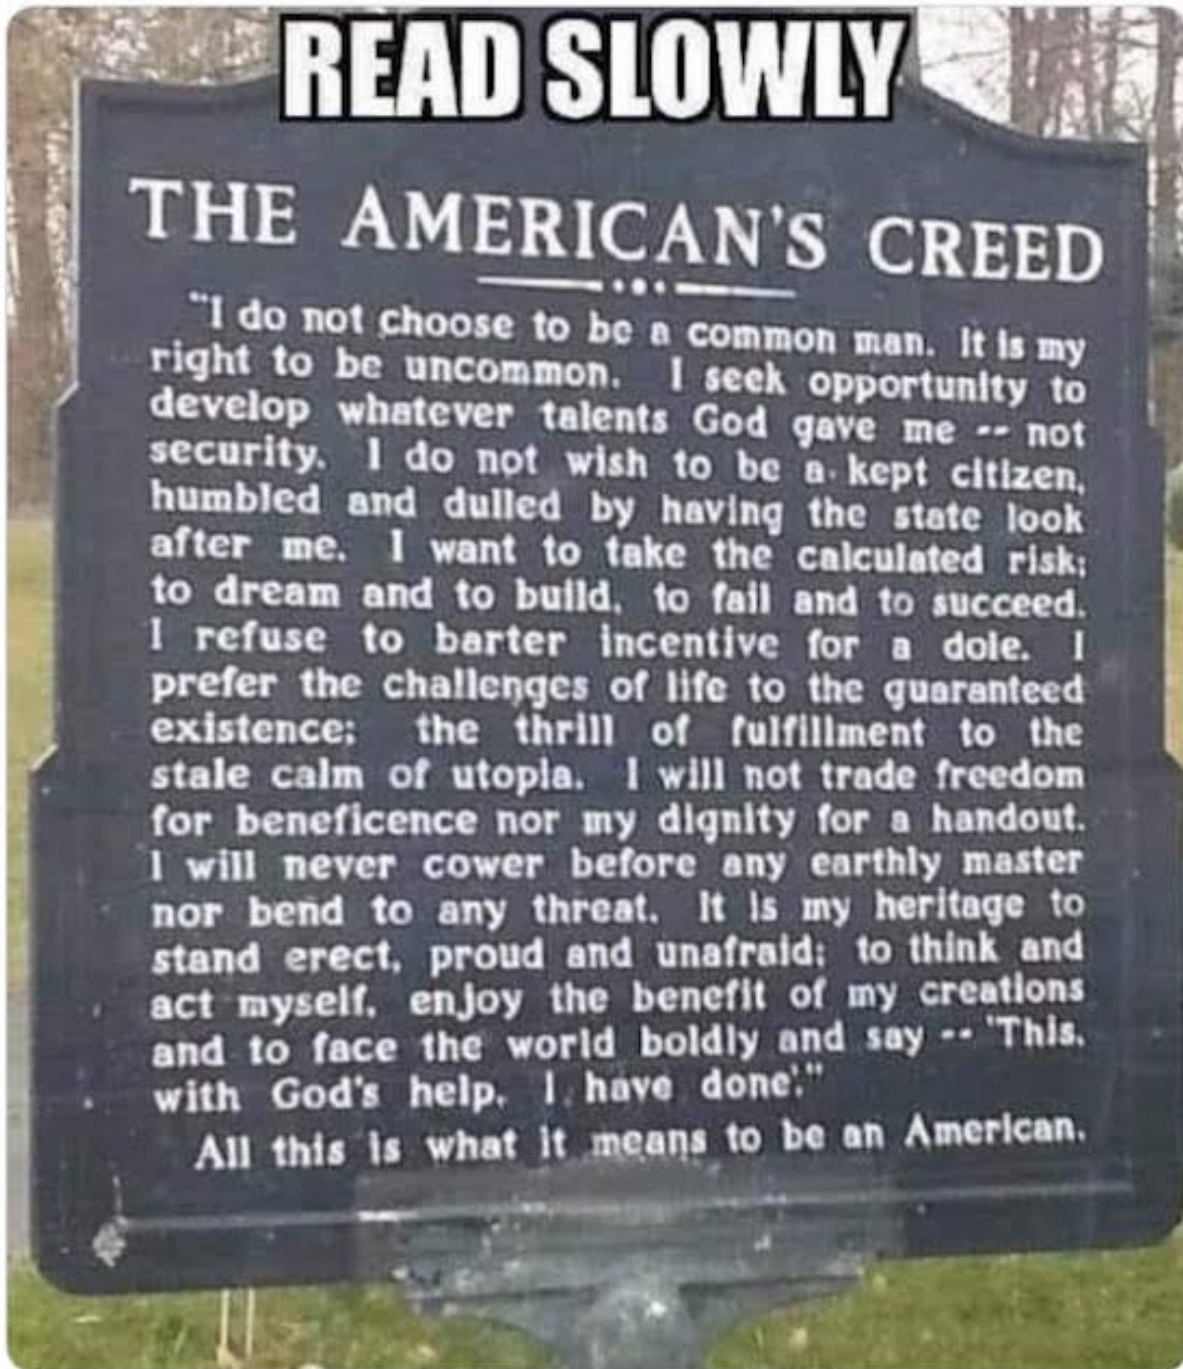 READ SLOWLY
THE AMERICAN'S CREED
"I do not choose to be a common man. It is my
right to be uncommon. I seek opportunity to
develop whatever talents God gave me -- not
security. I do not wish to be a kept citizen,
humbled and dulled by having the state look
after me. I want to take the calculated risk;
to dream and to build, to fail and to succeed.
I refuse to barter incentive for a dole. I
prefer the challenges of life to the guaranteed
existence; the thrill of fulfillment to the
stale calm of utopia. I will not trade freedom
for beneficence nor my dignity for a handout.
I will never cower before any earthly master
nor bend to any threat. It is my heritage to
stand erect, proud and unafraid; to think and
act myself, enjoy the benefit of my creations
and to face the world boldly and say -- 'This,
with God's help, I have done'."
All this is what it means to be an American.